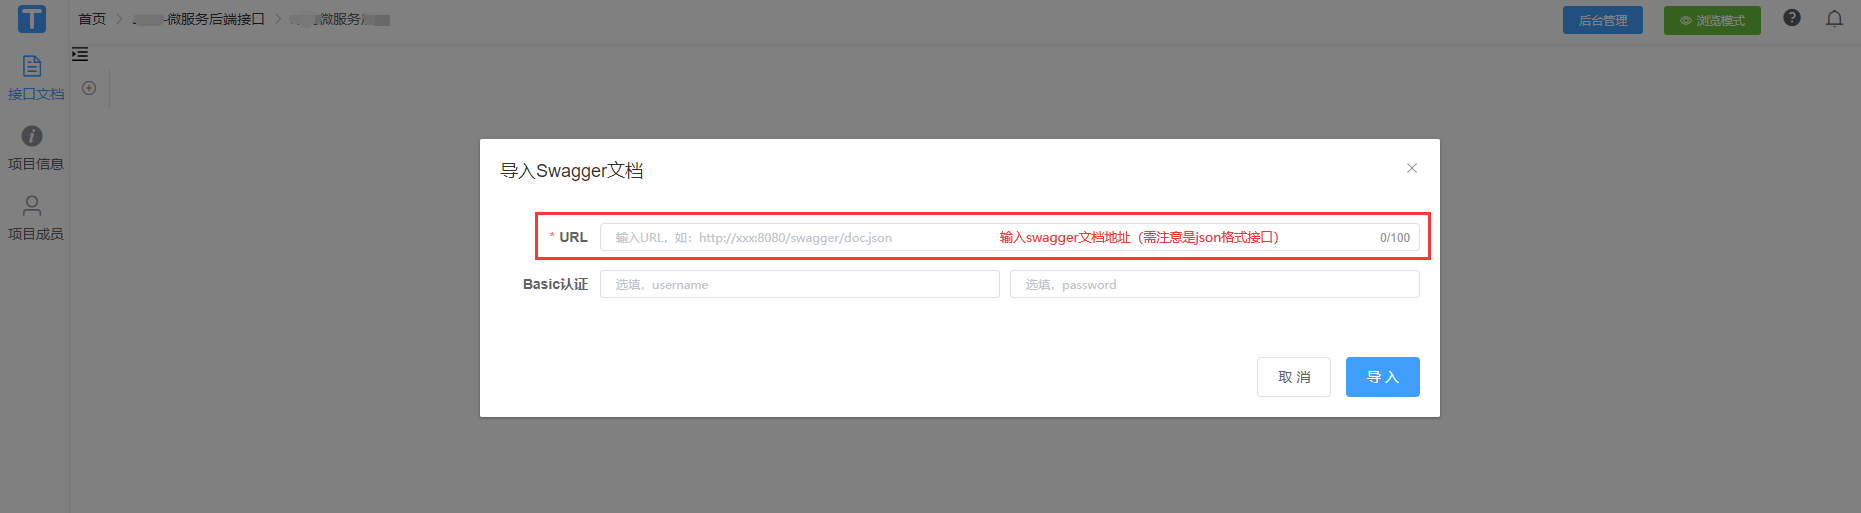 T
首页
-微服务后端接口
微服务
后台管理
浏览模式
接口文档
项目信息
项目成员
导入Swagger文档
* URL
输入URL，如：http://xxx:8080/swagger/doc.json
输入swagger文档地址（需注意是json格式接口）
0/100
Basic认证
选填，username
选填，password
取 消
导 入